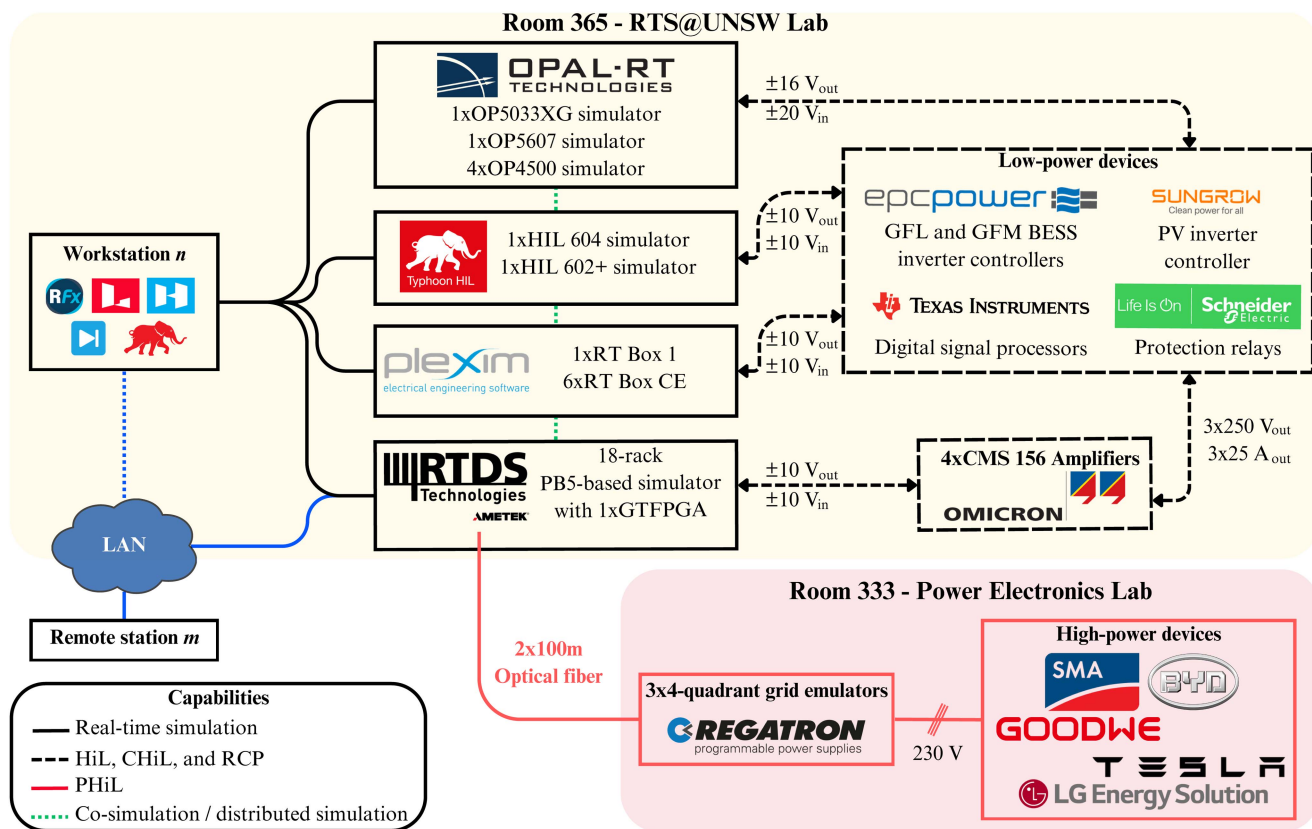 Room 365 - RTS@UNSW Lab
OPAL-RT
TECHNOLOGIES
1xOP5033XG simulator
1xOP5607 simulator
4xOP4500 simulator
±16 Vout
±20 Vin
Low-power devices
epcpower
SUNGROW
Clean power for all
GFL and GFM BESS
inverter controllers
PV inverter
controller
TEXAS INSTRUMENTS
Life Is On
Schneider
Electric
Digital signal processors
Protection relays
Workstation n
RFx
Typhoon HIL
1xHIL 604 simulator
1xHIL 602+ simulator
±10 Vout
±10 Vin
plexim
electrical engineering software
1xRT Box 1
6xRT Box CE
±10 Vout
±10 Vin
RTDS
Technologies
AMETEK
18-rack
PB5-based simulator
with 1xGTFPGA
±10 Vout
±10 Vin
4xCMS 156 Amplifiers
OMICRON
3x250 Vout
3x25 Aout
LAN
Remote station m
2x100m
Optical fiber
Room 333 - Power Electronics Lab
3x4-quadrant grid emulators
REGATRON
programmable power supplies
230 V
High-power devices
SMA
BYD
GOODWE
TESLA
LG Energy Solution
Capabilities
Real-time simulation
HiL, CHiL, and RCP
PHiL
Co-simulation / distributed simulation